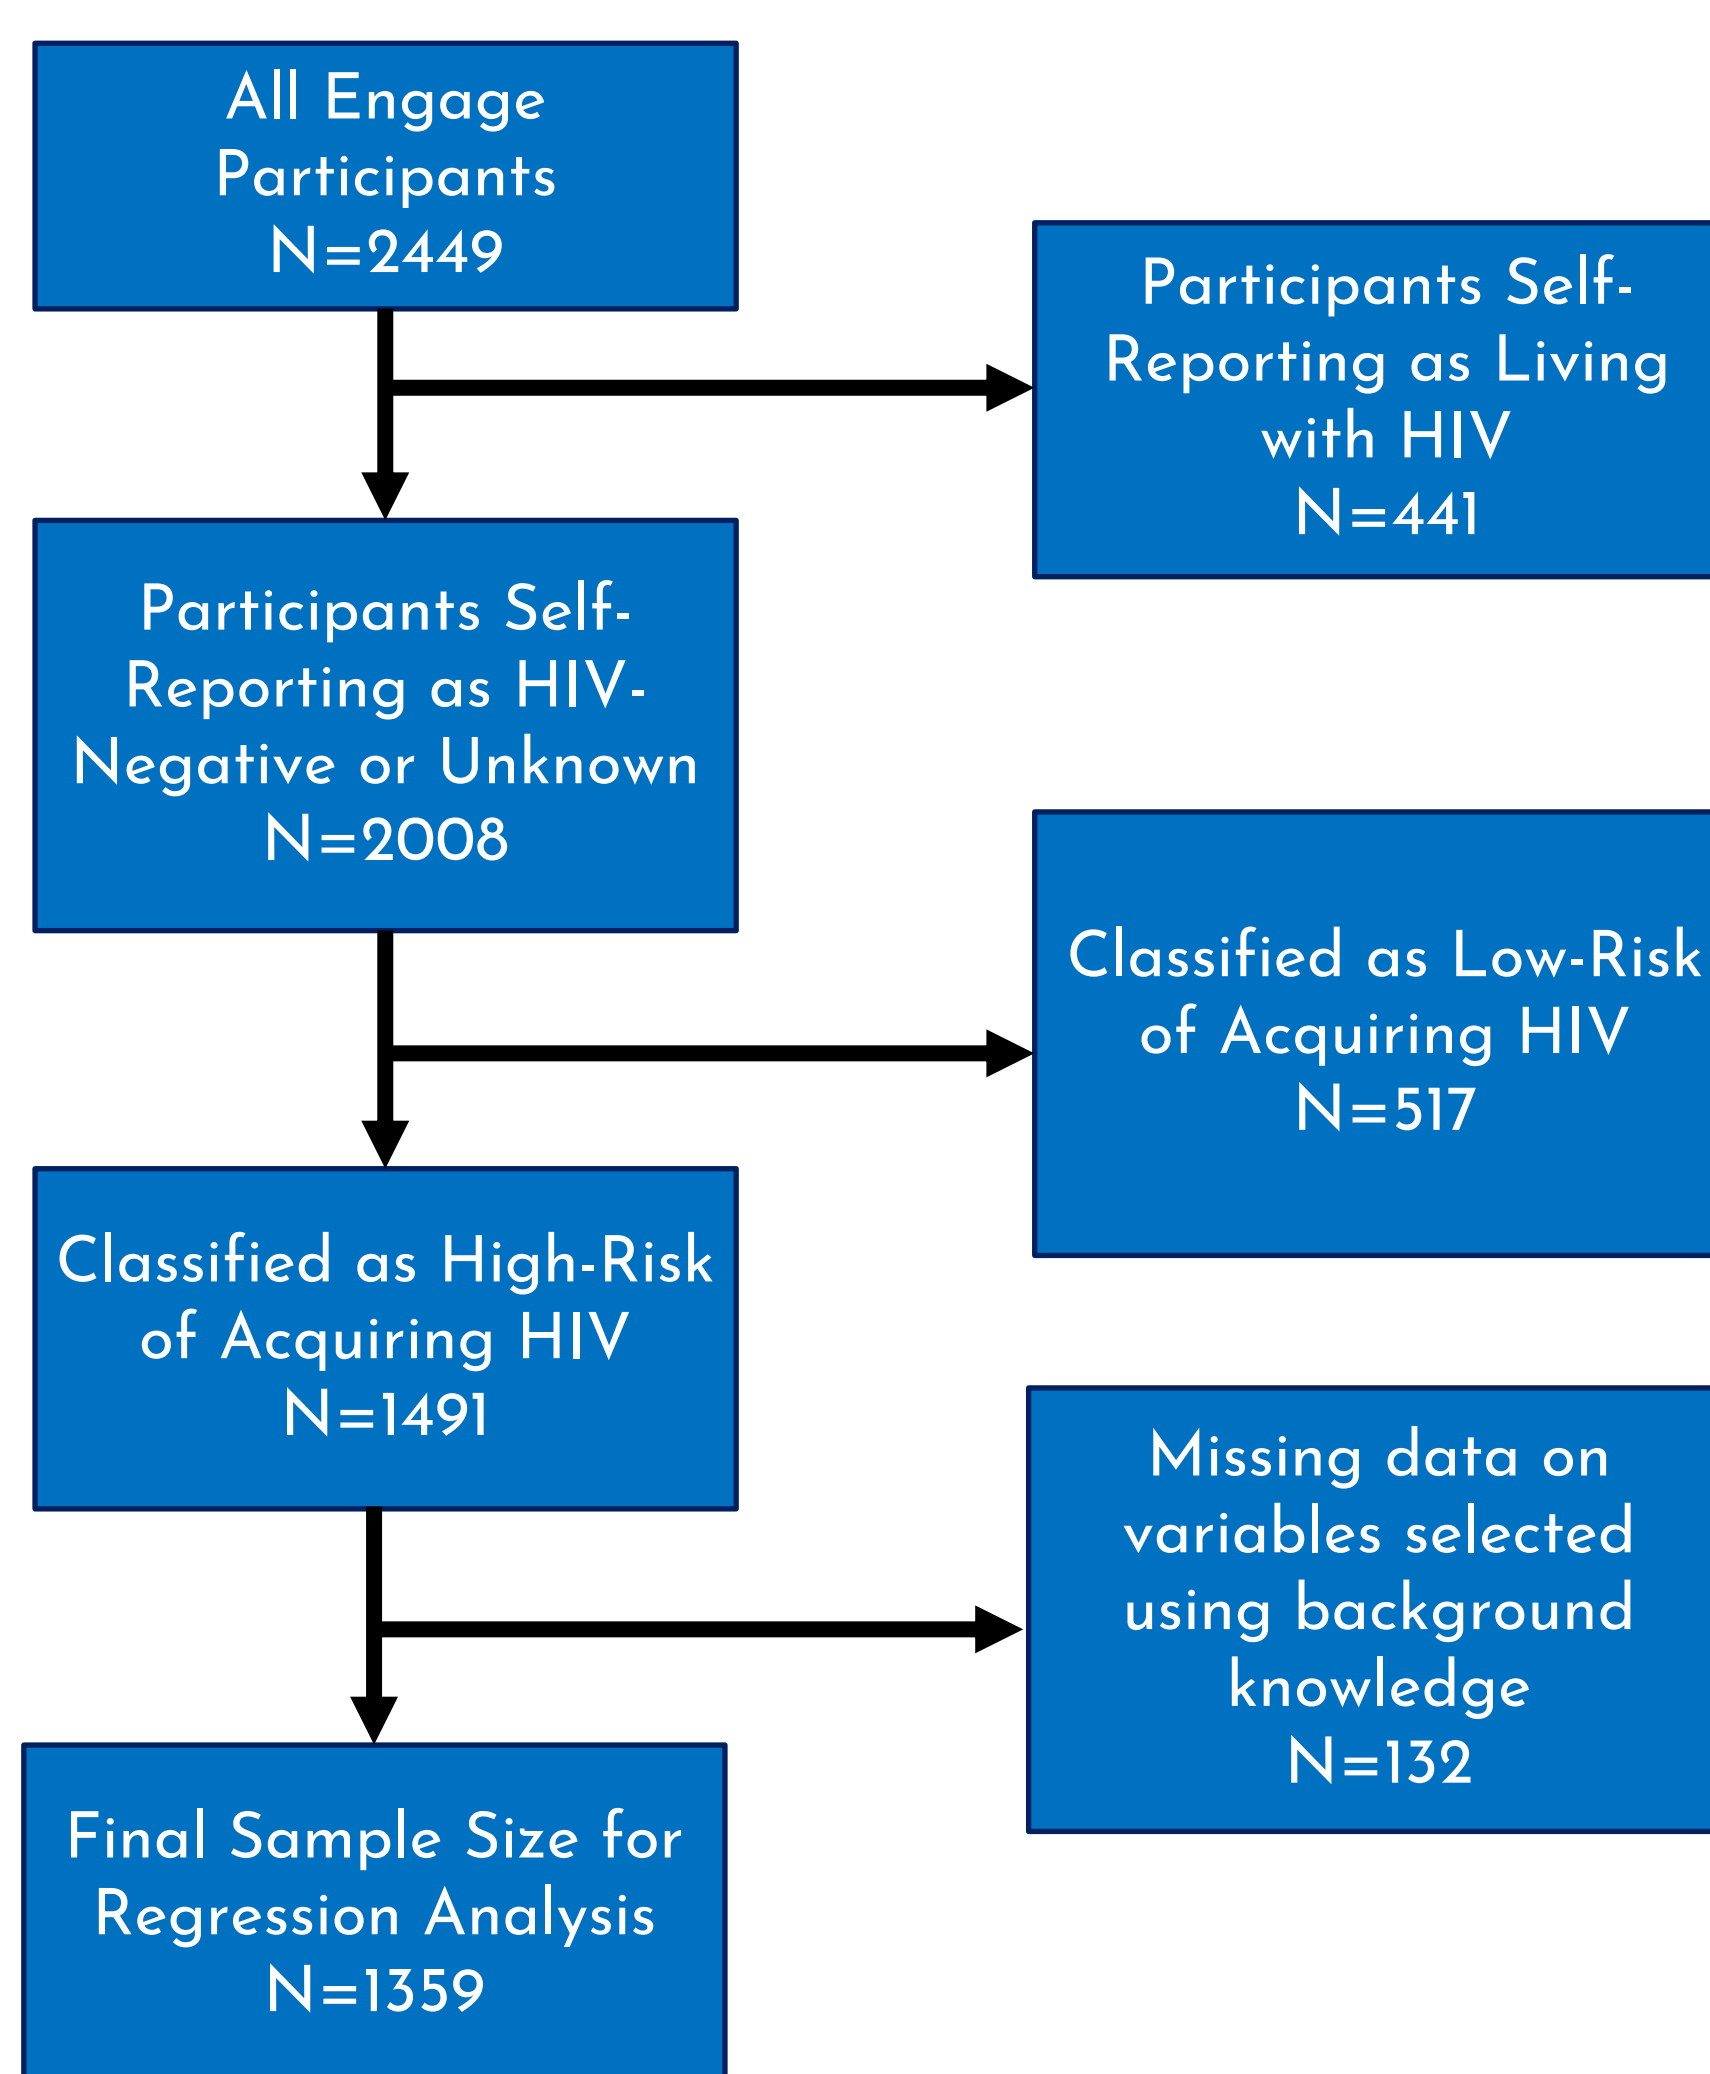 All Engage
Participants
N=2449
Participants Self-
Reporting as Living
with HIV
N=441
Participants Self-
Reporting as HIV-
Negative or Unknown
N=2008
Classified as Low-Risk
of Acquiring HIV
N=517
Classified as High-Risk
of Acquiring HIV
N=1491
Missing data on
variables selected
using background
knowledge
N=132
Final Sample Size for
Regression Analysis
N=1359